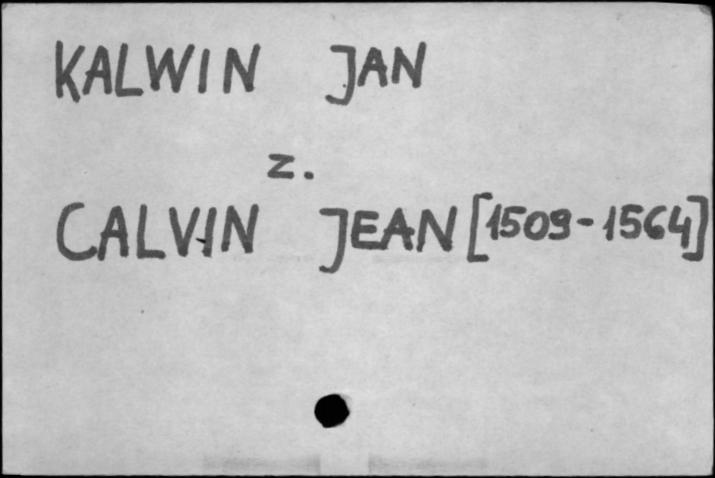 KALWIN JAN
z.
CALVIN JEAN [1509-1564]